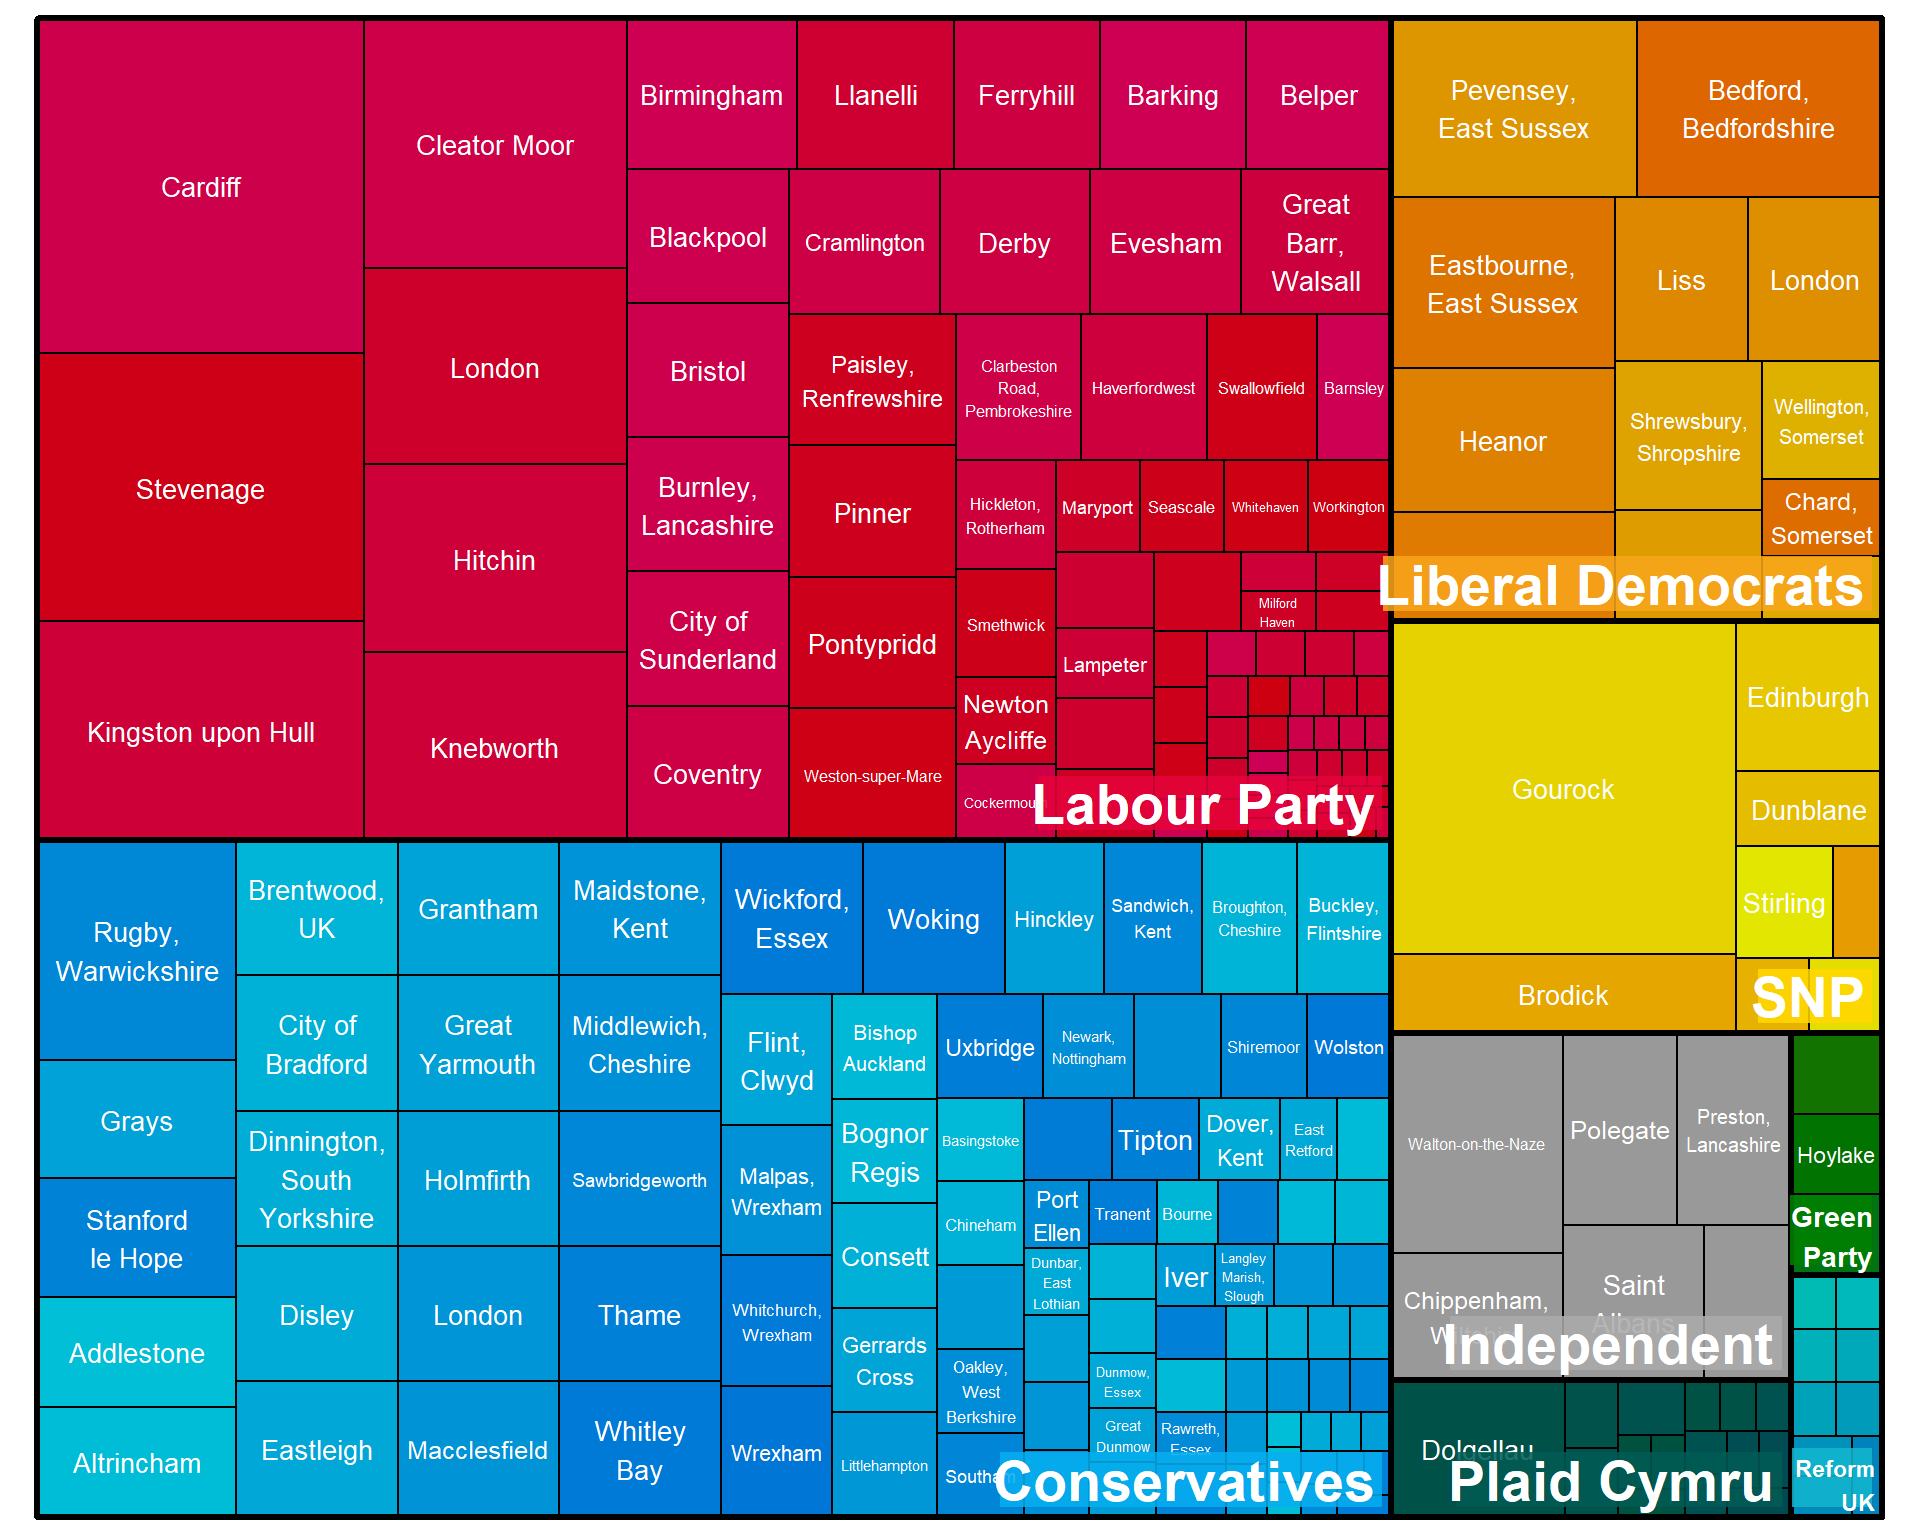 Cardiff
Stevenage
Kingston upon Hull
Cleator Moor
London
Hitchin
Knebworth
Birmingham
Llanelli
Ferryhill
Barking
Belper
Blackpool
Bristol
Burnley,
Lancashire
City of
Sunderland
Coventry
Cramlington
Derby
Evesham
Great
Barr,
Walsall
Paisley,
Renfrewshire
Pinner
Pontypridd
Weston-super-Mare
Clarbeston
Road,
Pembrokeshire
Haverfordwest
Swallowfield
Barnsley
Hickleton,
Rotherham
Smethwick
Newton
Aycliffe
Maryport
Seascale
Whitehaven
Workington
Milford
Haven
Lampeter
Labour Party
Pevensey,
East Sussex
Bedford,
Bedfordshire
Eastbourne,
East Sussex
Liss
London
Heanor
Shrewsbury,
Shropshire
Wellington,
Somerset
Chard,
Somerset
Liberal Democrats
Gourock
Brodick
Edinburgh
Dunblane
Stirling
SNP
Rugby,
Warwickshire
Grays
Stanford
le Hope
Addlestone
Altrincham
Brentwood,
UK
City of
Bradford
Dinnington,
South
Yorkshire
Disley
Eastleigh
Grantham
Great
Yarmouth
Holmfirth
London
Macclesfield
Maidstone,
Kent
Middlewich,
Cheshire
Sawbridgeworth
Thame
Whitley
Bay
Wickford,
Essex
Woking
Hinckley
Sandwich,
Kent
Broughton,
Cheshire
Buckley,
Flintshire
Flint,
Clwyd
Malpas,
Wrexham
Whitchurch,
Wrexham
Wrexham
Bishop
Auckland
Bognor
Regis
Consett
Gerrards
Cross
Littlehampton
Uxbridge
Newark,
Nottingham
Shiremoor
Wolston
Basingstoke
Chineham
Oakley,
West
Berkshire
Tipton
Dover,
Kent
East
Retford
Port
Ellen
Tranent
Bourne
Dunbar,
East
Lothian
Iver
Langley
Marish,
Slough
Dunmow,
Essex
Great
Dunmow
Rawreth,
Essex
Conservatives
Walton-on-the-Naze
Polegate
Preston,
Lancashire
Chippenham,
Saint
Albans
Independent
Hoylake
Green
Party
Dolgellau
Plaid Cymru
Reform
UK